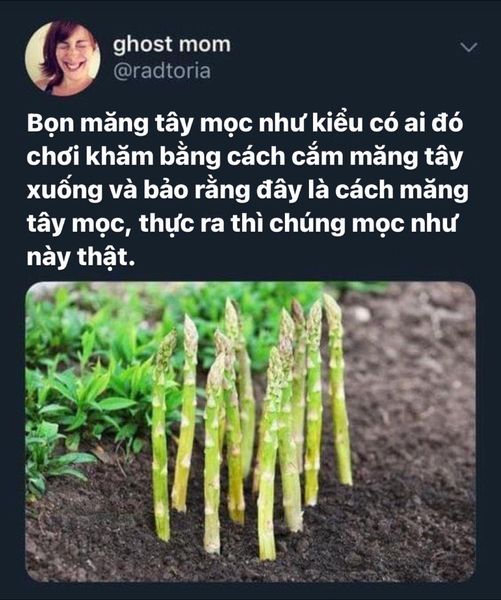 ghost mom
@radtoria
Bọn măng tây mọc như kiểu có ai đó
chơi khăm bằng cách cắm măng tây
xuống và bảo rằng đây là cách măng
tây mọc, thực ra thì chúng mọc như
này thật.